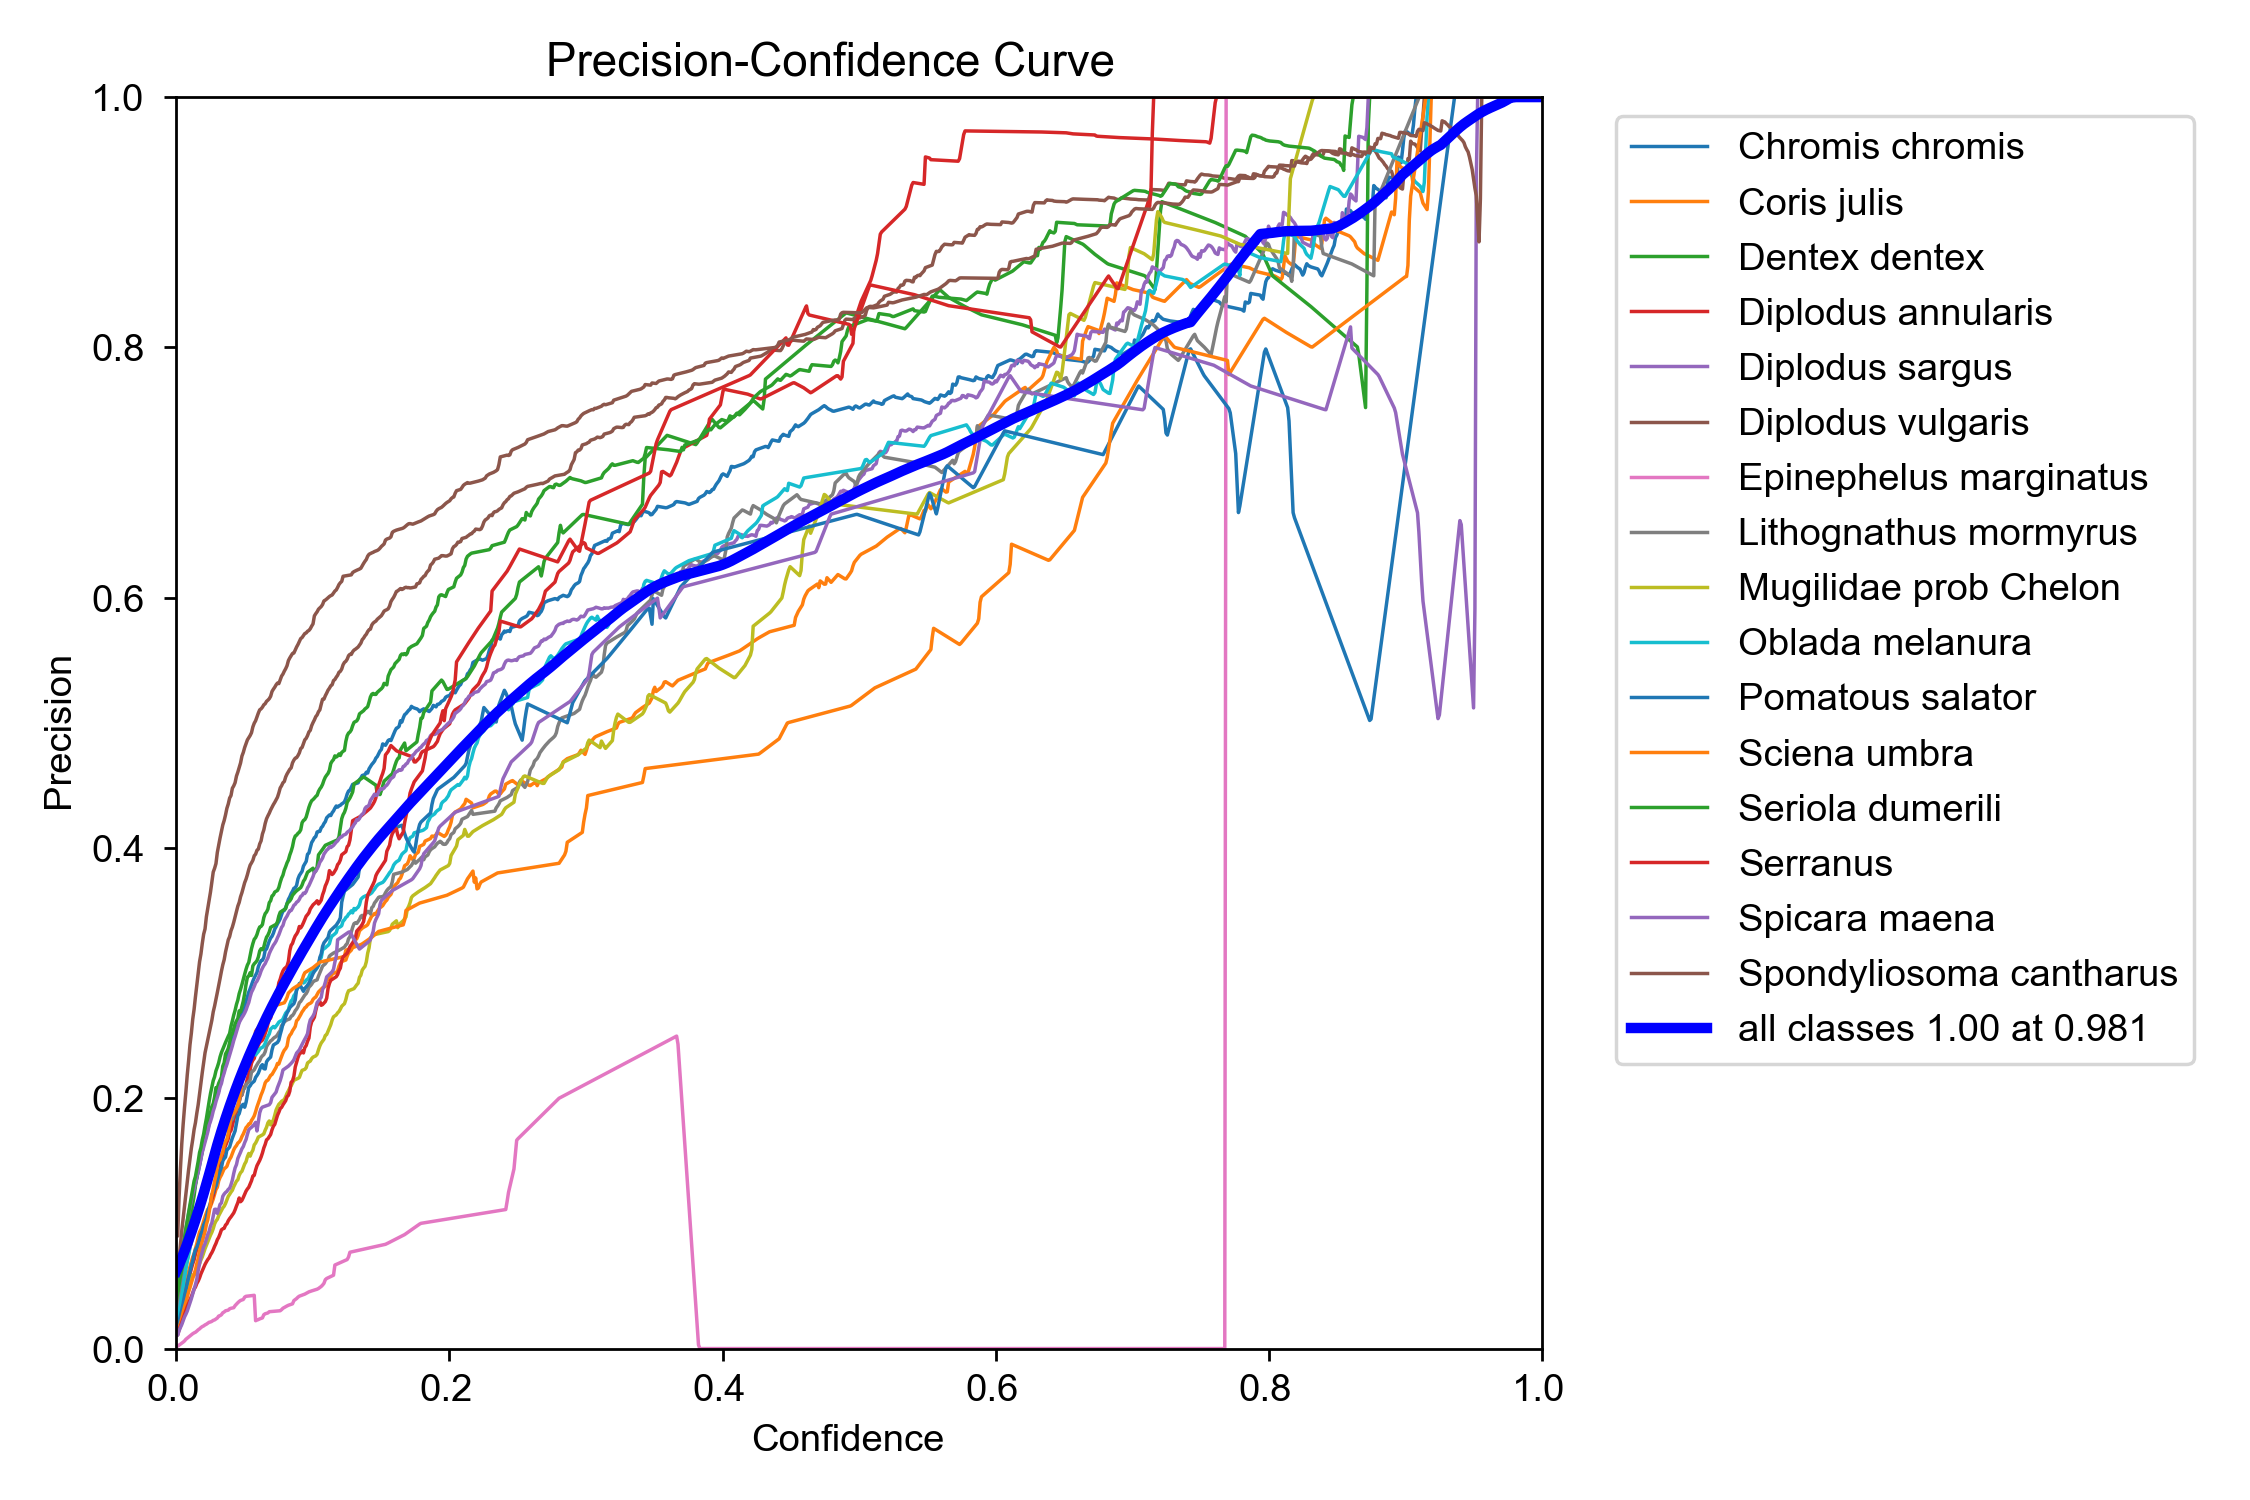 Precision-Confidence Curve
1.0
0.8
0.6
0.4
0.2
0.0
Precision
0.0 0.2 0.4 0.6 0.8 1.0
Confidence
Chromis chromis
Coris julis
Dentex dentex
Diplodus annularis
Diplodus sargus
Diplodus vulgaris
Epinephelus marginatus
Lithognathus mormyrus
Mugilidae prob Chelon
Oblada melanura
Pomatous salator
Sciena umbra
Seriola dumerili
Serranus
Spicara maena
Spondyliosoma cantharus
all classes 1.00 at 0.981